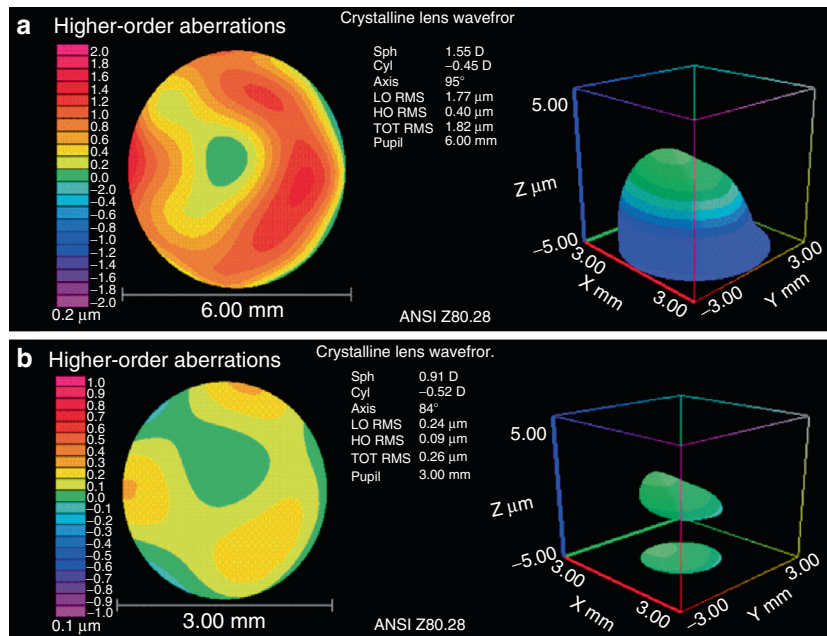 a Higher-order aberrations
Crystalline lens wavefror
2.0
1.8
1.6
1.4
1.2
1.0
0.8
0.6
0.4
0.2
0.0
−2.0
−0.4
−0.6
−0.8
−1.0
−1.2
−1.4
−1.6
−1.8
−2.0
0.2 μm
6.00 mm
Sph 1.55 D
Cyl −0.45 D
Axis 95°
LO RMS 1.77 μm
HO RMS 0.40 μm
TOT RMS 1.82 μm
Pupil 6.00 mm
ANSI Z80.28
5.00
Z μm
−5.00
3.00
X mm
3.00
−3.00
Y mm
3.00
b Higher-order aberrations
Crystalline lens wavefror.
1.0
0.9
0.8
0.7
0.6
0.5
0.4
0.3
0.2
0.1
0.0
−0.1
−0.2
−0.3
−0.4
−0.5
−0.6
−0.7
−0.8
−0.9
−1.0
0.1 μm
3.00 mm
Sph 0.91 D
Cyl −0.52 D
Axis 84°
LO RMS 0.24 μm
HO RMS 0.09 μm
TOT RMS 0.26 μm
Pupil 3.00 mm
ANSI Z80.28
5.00
Z μm
−5.00
3.00
X mm
3.00
−3.00
Y mm
3.00